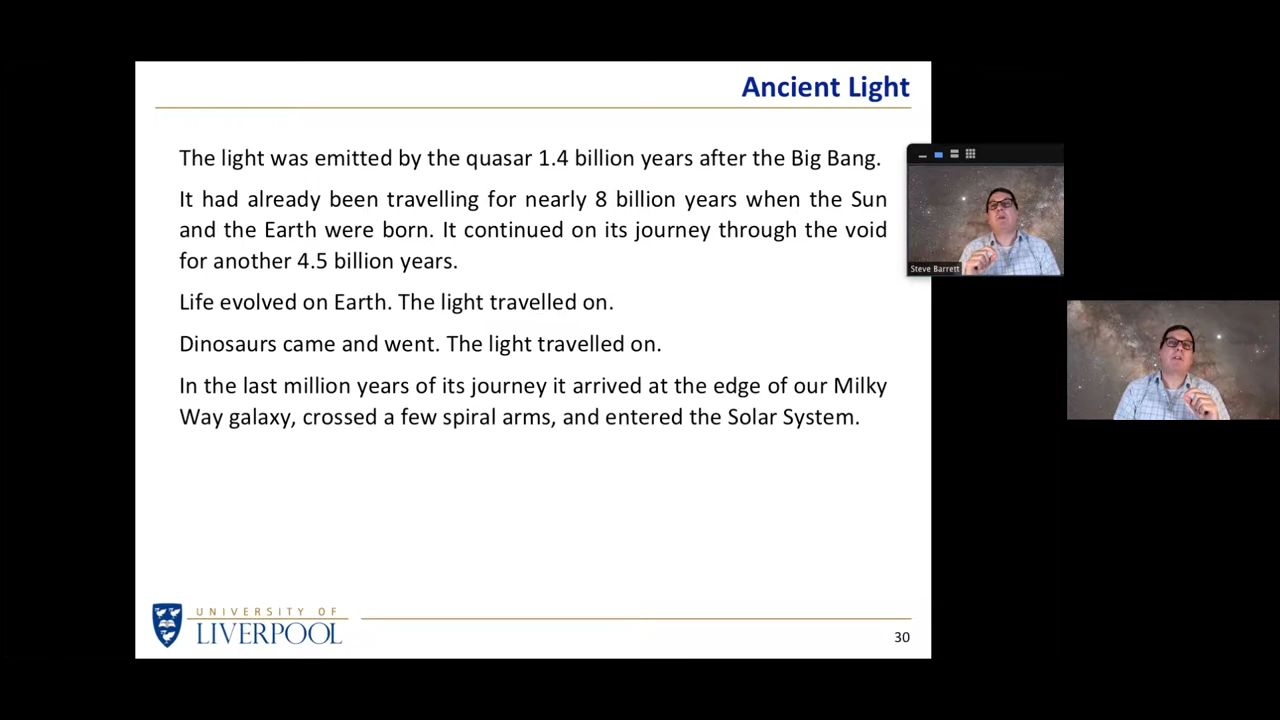 Ancient Light
The light was emitted by the quasar 1.4 billion years after the Big Bang.
It had already been travelling for nearly 8 billion years when the Sun
and the Earth were born. It continued on its journey through the void
for another 4.5 billion years.
Life evolved on Earth. The light travelled on.
Dinosaurs came and went. The light travelled on.
In the last million years of its journey it arrived at the edge of our Milky
Way galaxy, crossed a few spiral arms, and entered the Solar System.
Steve Barrett
UNIVERSITY OF
LIVERPOOL
30